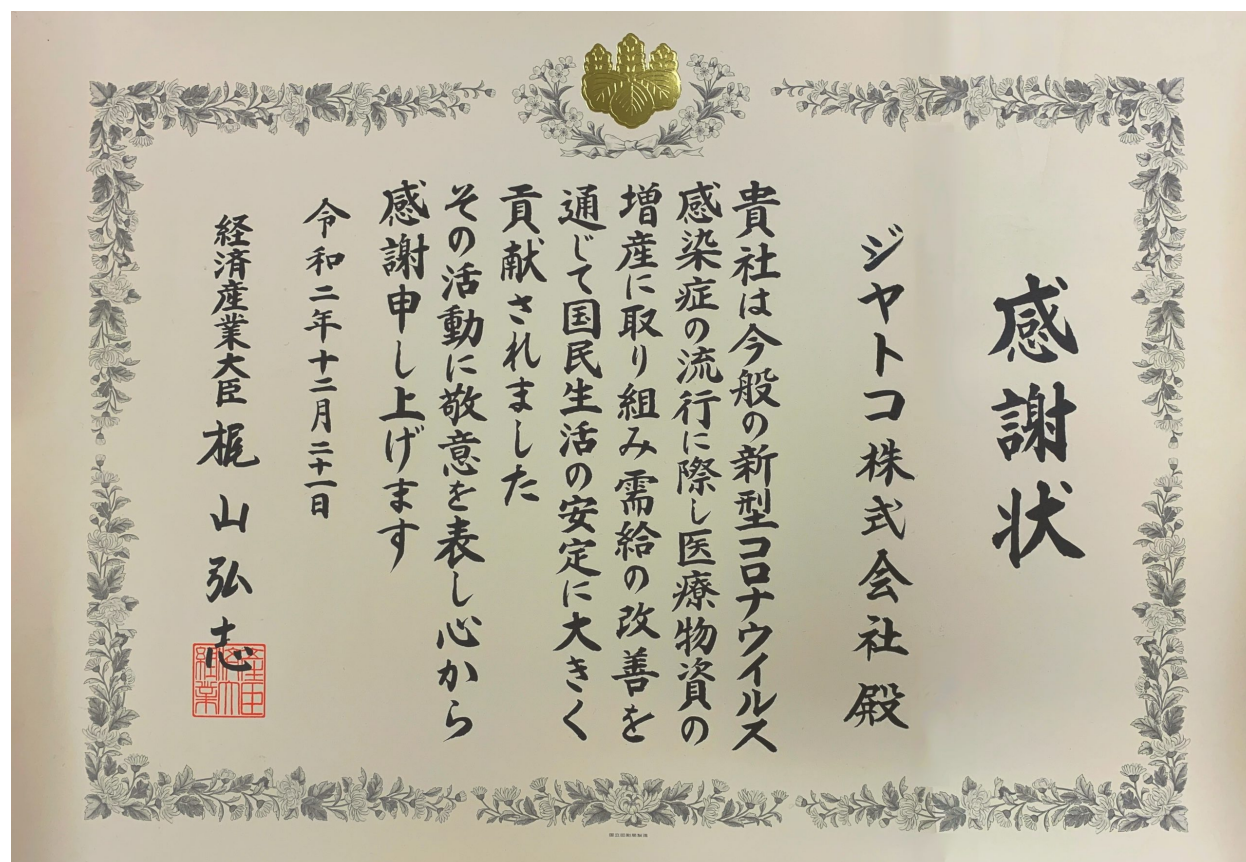 感謝状
ジヤトコ株式会社殿
貴社は今般の新型コロナウイルス
感染症の流行に際し医療物資の
増産に取り組み需給の改善を
通じて国民生活の安定に大きく
貢献されました
その活動に敬意を表し心から
感謝申し上げます
令和二年十二月二十一日
経済産業大臣 梶山弘志